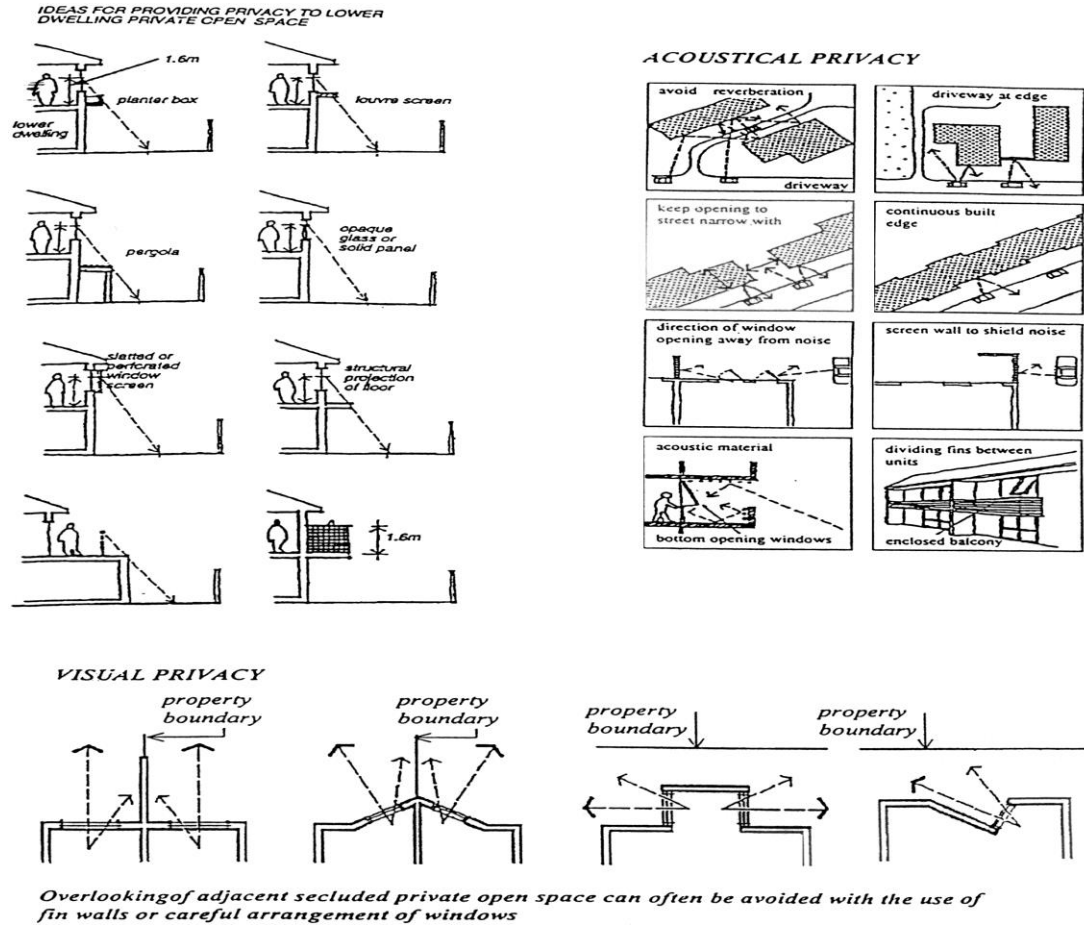 IDEAS FOR PROVIDING PRIVACY TO LOWER
DWELLING PRIVATE OPEN SPACE
1.6m
planter box
lower
dwelling
louvre screen
pergola
opaque
glass or
solid panel
slatted or
perforated
window
screen
structural
projection
of floor
1.6m
ACOUSTICAL PRIVACY
avoid reverberation
driveway
driveway at edge
keep opening to
street narrow with
continuous built
edge
direction of window
opening away from noise
screen wall to shield noise
acoustic material
bottom opening windows
dividing fins between
units
enclosed balcony
VISUAL PRIVACY
property
boundary
property
boundary
property
boundary
property
boundary
Overlookingof adjacent secluded private open space can often be avoided with the use of
fin walls or careful arrangement of windows